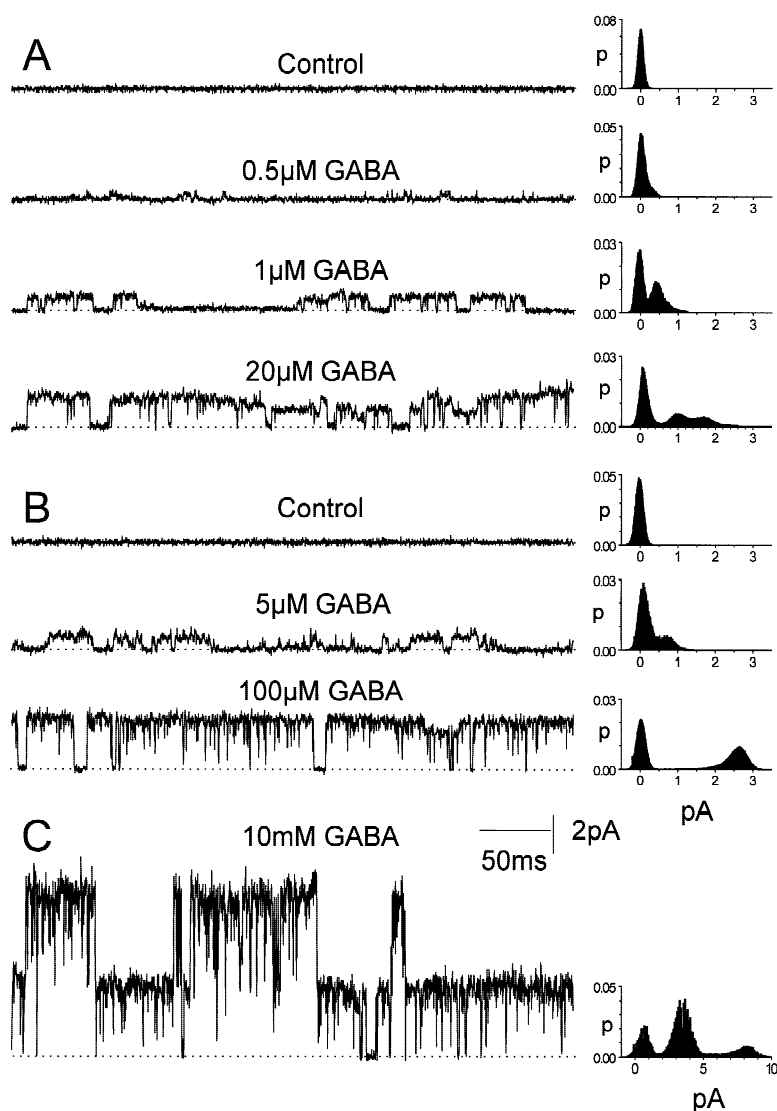 A
Control
p
0.08
0.00
0 1 2 3
0.5µM GABA
p
0.05
0.00
0 1 2 3
1µM GABA
p
0.03
0.00
0 1 2 3
20µM GABA
p
0.03
0.00
0 1 2 3
B
Control
p
0.05
0.00
0 1 2 3
5µM GABA
p
0.03
0.00
0 1 2 3
100µM GABA
p
0.03
0.00
0 1 2 3
pA
C
10mM GABA
2pA
50ms
p
0.05
0.00
0 5 10
pA